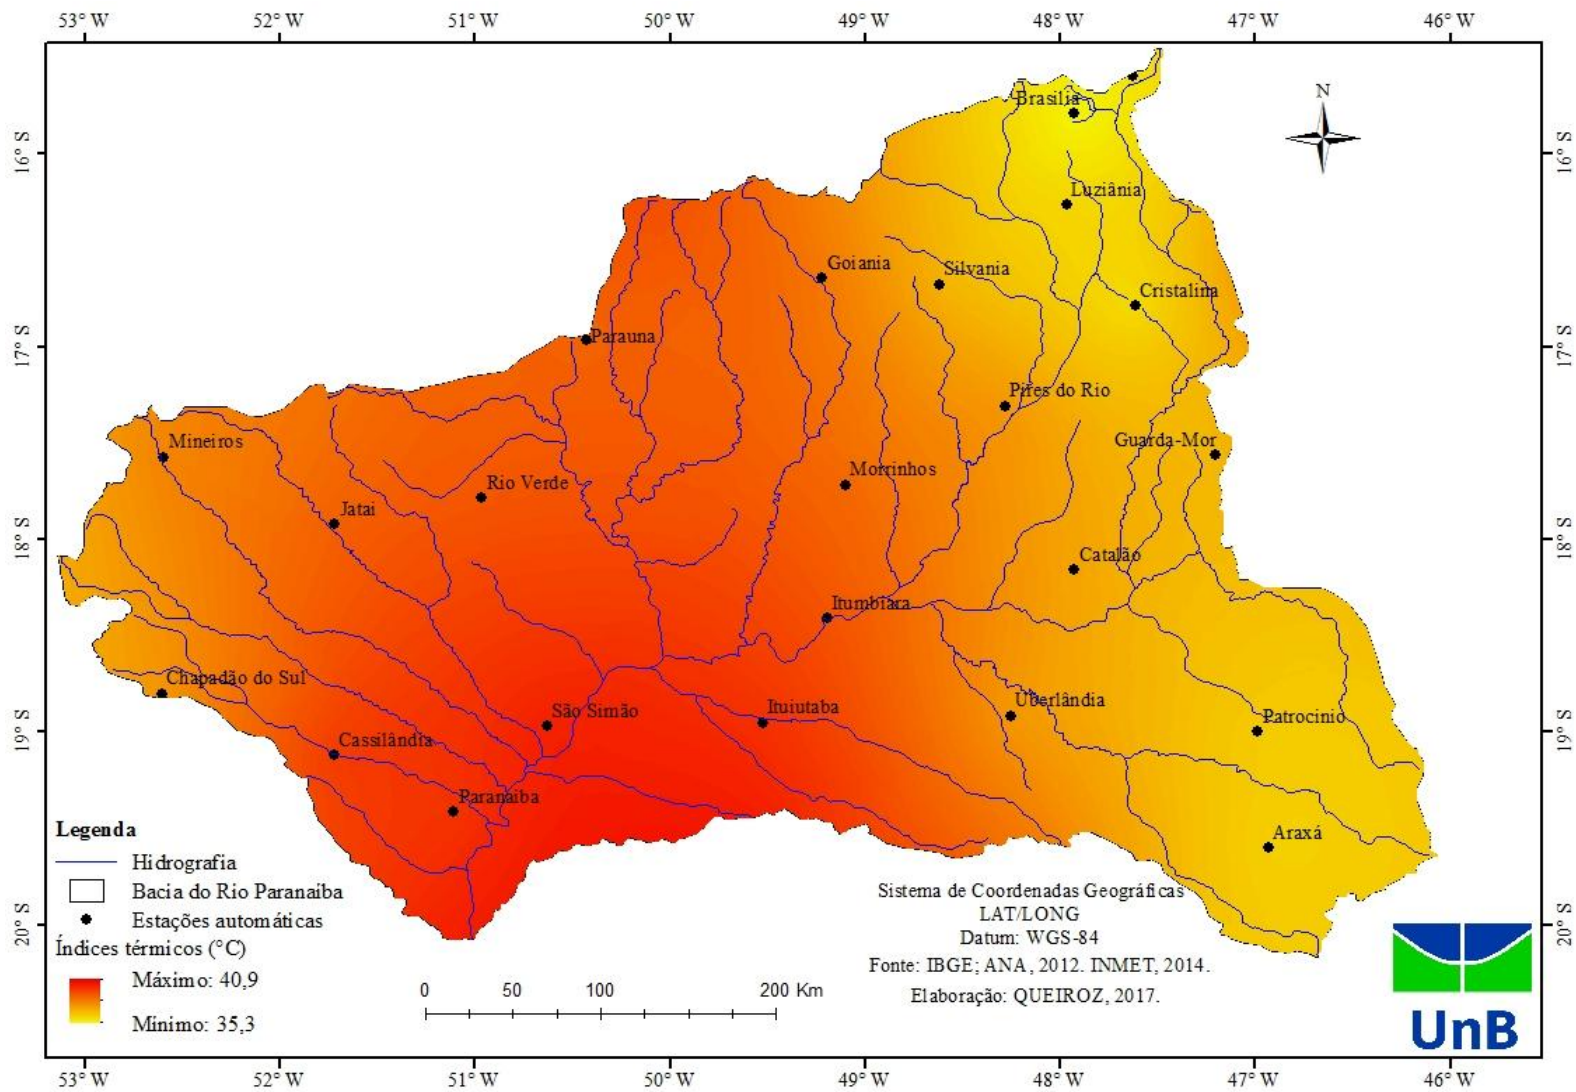 53° W 52° W 51° W 50° W 49° W 48° W 47° W 46° W
Brasília
16° S 16° S
N
Luziânia
Goiania
Silvania
Cristalina
17° S 17° S
Parauna
Pires do Rio
Mineiros
Guarda-Mor
Rio Verde
Morrinhos
Jatai
18° S 18° S
Catalão
Itumbiara
Chapadão do Sul
São Simão
Ituiutaba
Uberlândia
Patrocinio
19° S 19° S
Cassilândia
Paranaiba
Araxá
Legenda
Hidrografia
Bacia do Rio Paranaíba
Estações automáticas
Índices térmicos (°C)
Máximo: 40,9
Minimo: 35,3
20° S 20° S
0 50 100 200 Km
Sistema de Coordenadas Geográficas
LAT/LONG
Datum: WGS-84
Fonte: IBGE; ANA, 2012. INMET, 2014.
Elaboração: QUEIROZ, 2017.
UnB
53° W 52° W 51° W 50° W 49° W 48° W 47° W 46° W